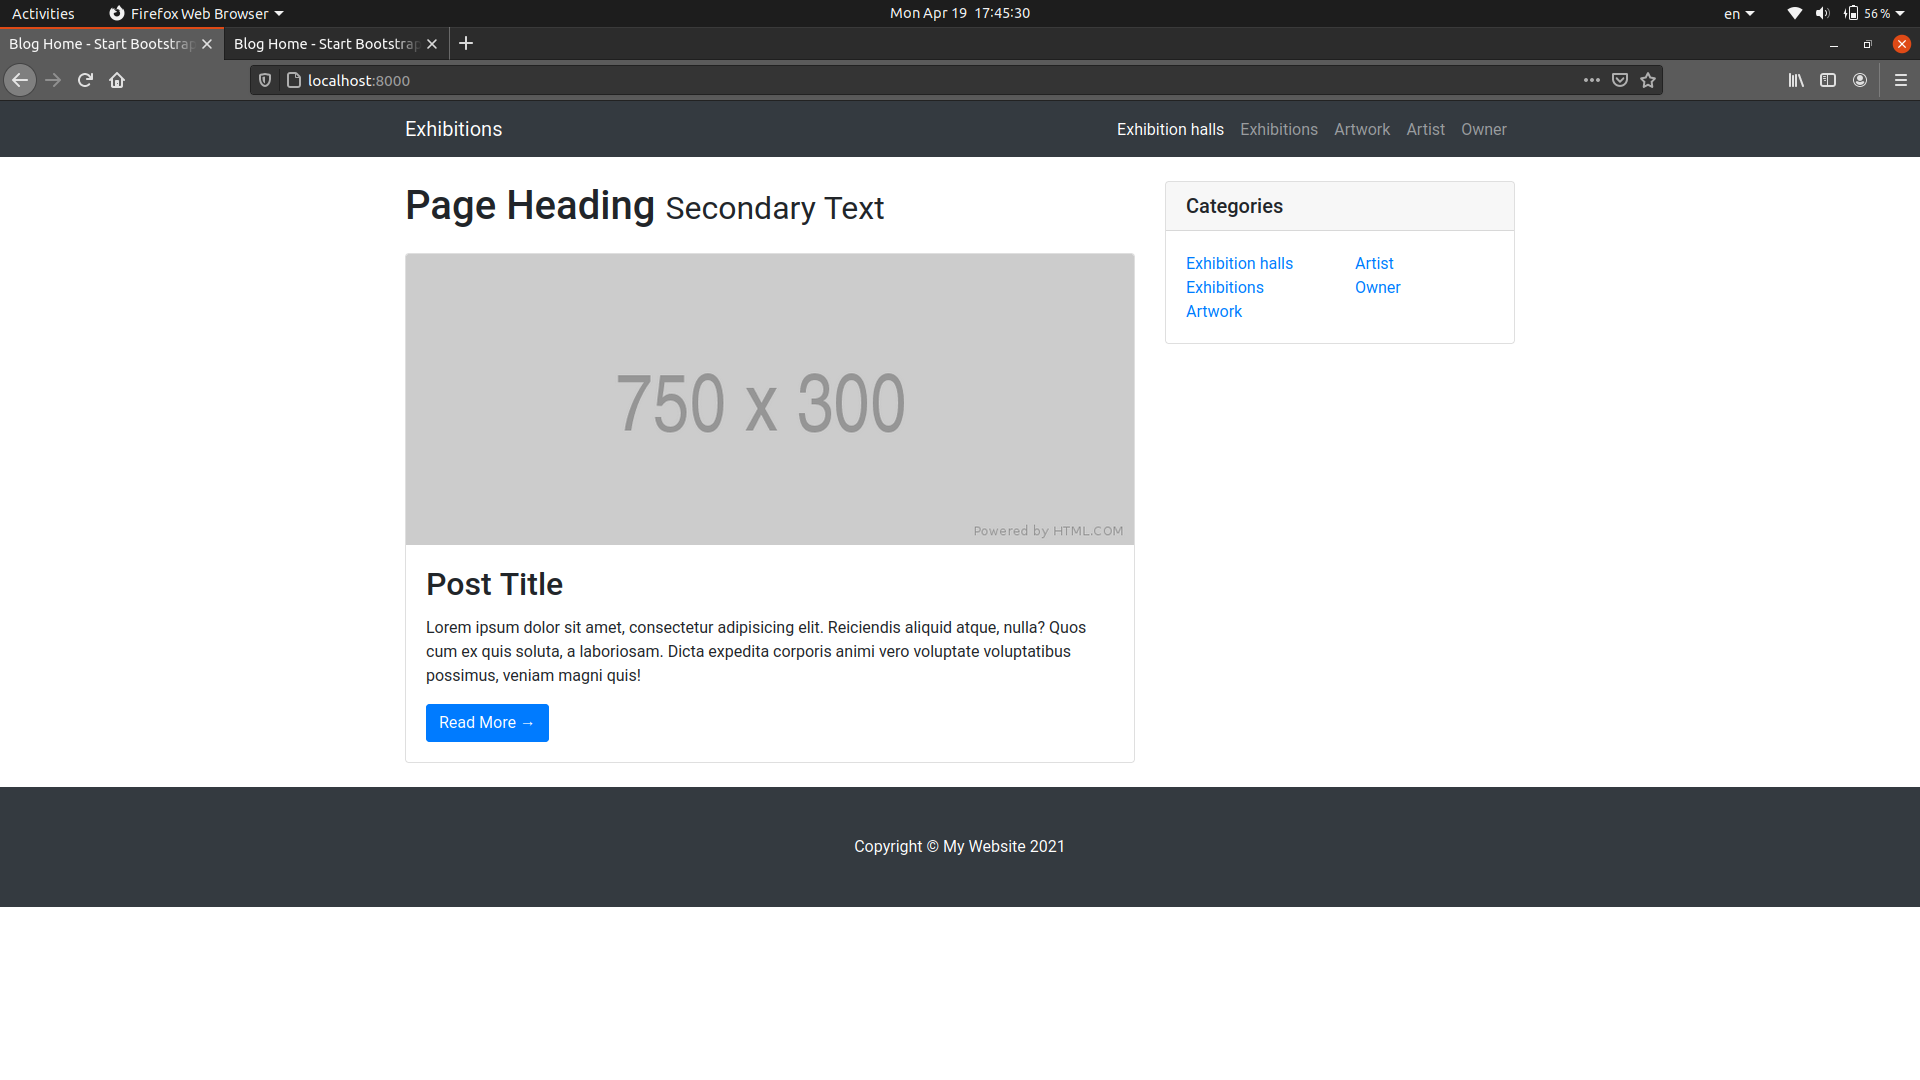 Activities Firefox Web Browser Mon Apr 19 17:45:30 en 56 %
Blog Home - Start Bootstrap Blog Home - Start Bootstrap
localhost:8000
Exhibitions Exhibition halls Exhibitions Artwork Artist Owner
Page Heading Secondary Text
750 x 300
Powered by HTML.COM
Post Title
Lorem ipsum dolor sit amet, consectetur adipisicing elit. Reiciendis aliquid atque, nulla? Quos
cum ex quis soluta, a laboriosam. Dicta expedita corporis animi vero voluptate voluptatibus
possimus, veniam magni quis!
Read More →
Categories
Exhibition halls
Exhibitions
Artwork
Artist
Owner
Copyright © My Website 2021